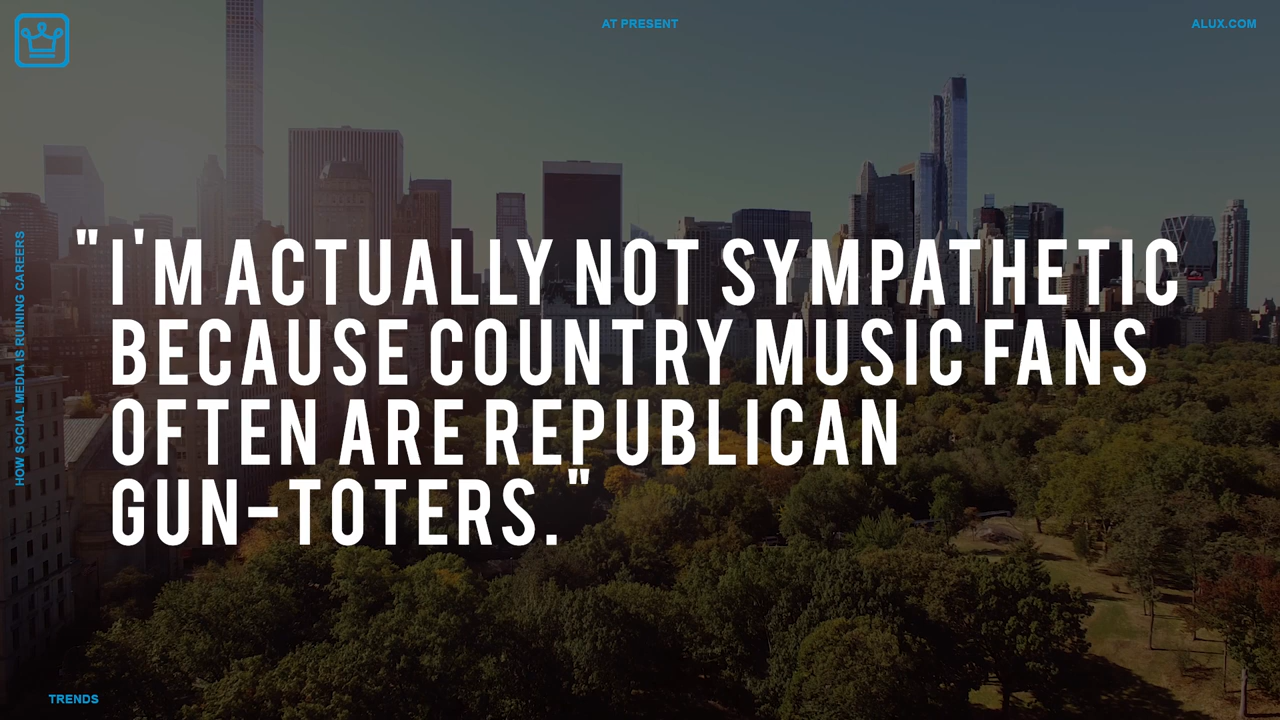 AT PRESENT
ALUX.COM
HOW SOCIAL MEDIA IS RUINING CAREERS
"I'M ACTUALLY NOT SYMPATHETIC
BECAUSE COUNTRY MUSIC FANS
OFTEN ARE REPUBLICAN
GUN-TOTERS."
TRENDS